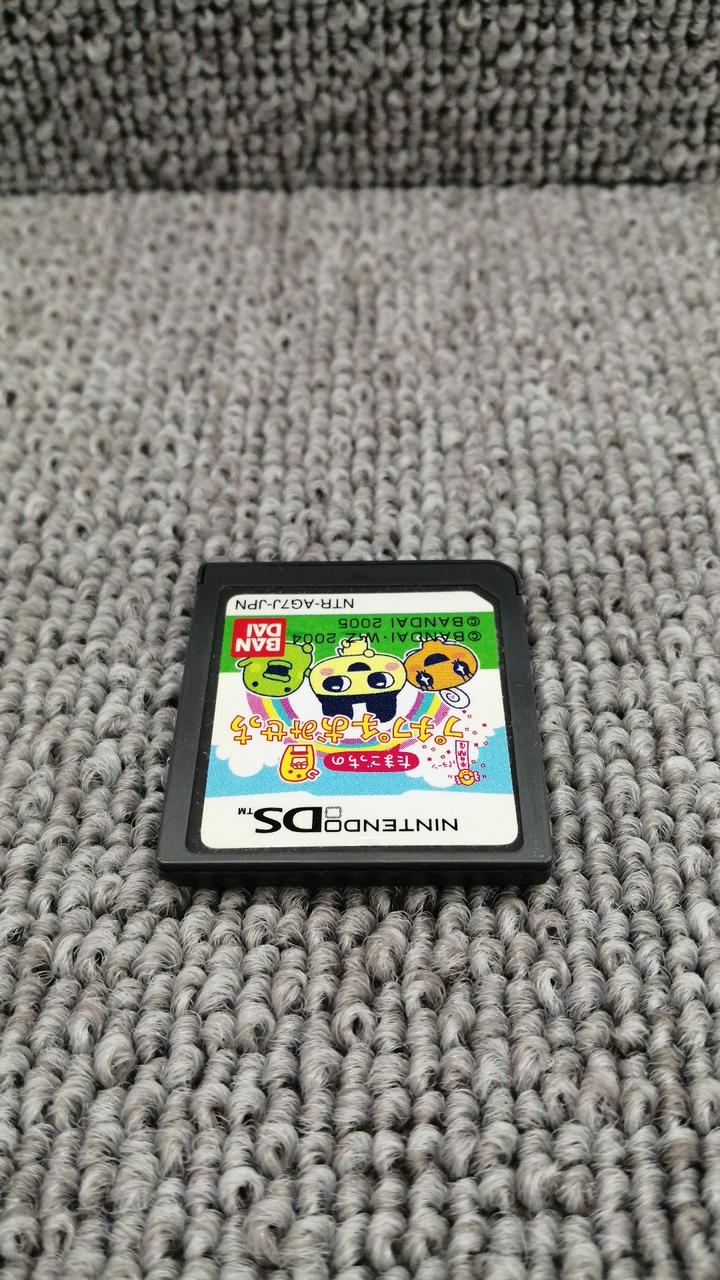 NINTENDO DS™
たまごっちの
プチプチおみせっち
BAN
DAI
©BANDAI・WiZ 2004
©BANDAI 2005
NTR-AG7J-JPN